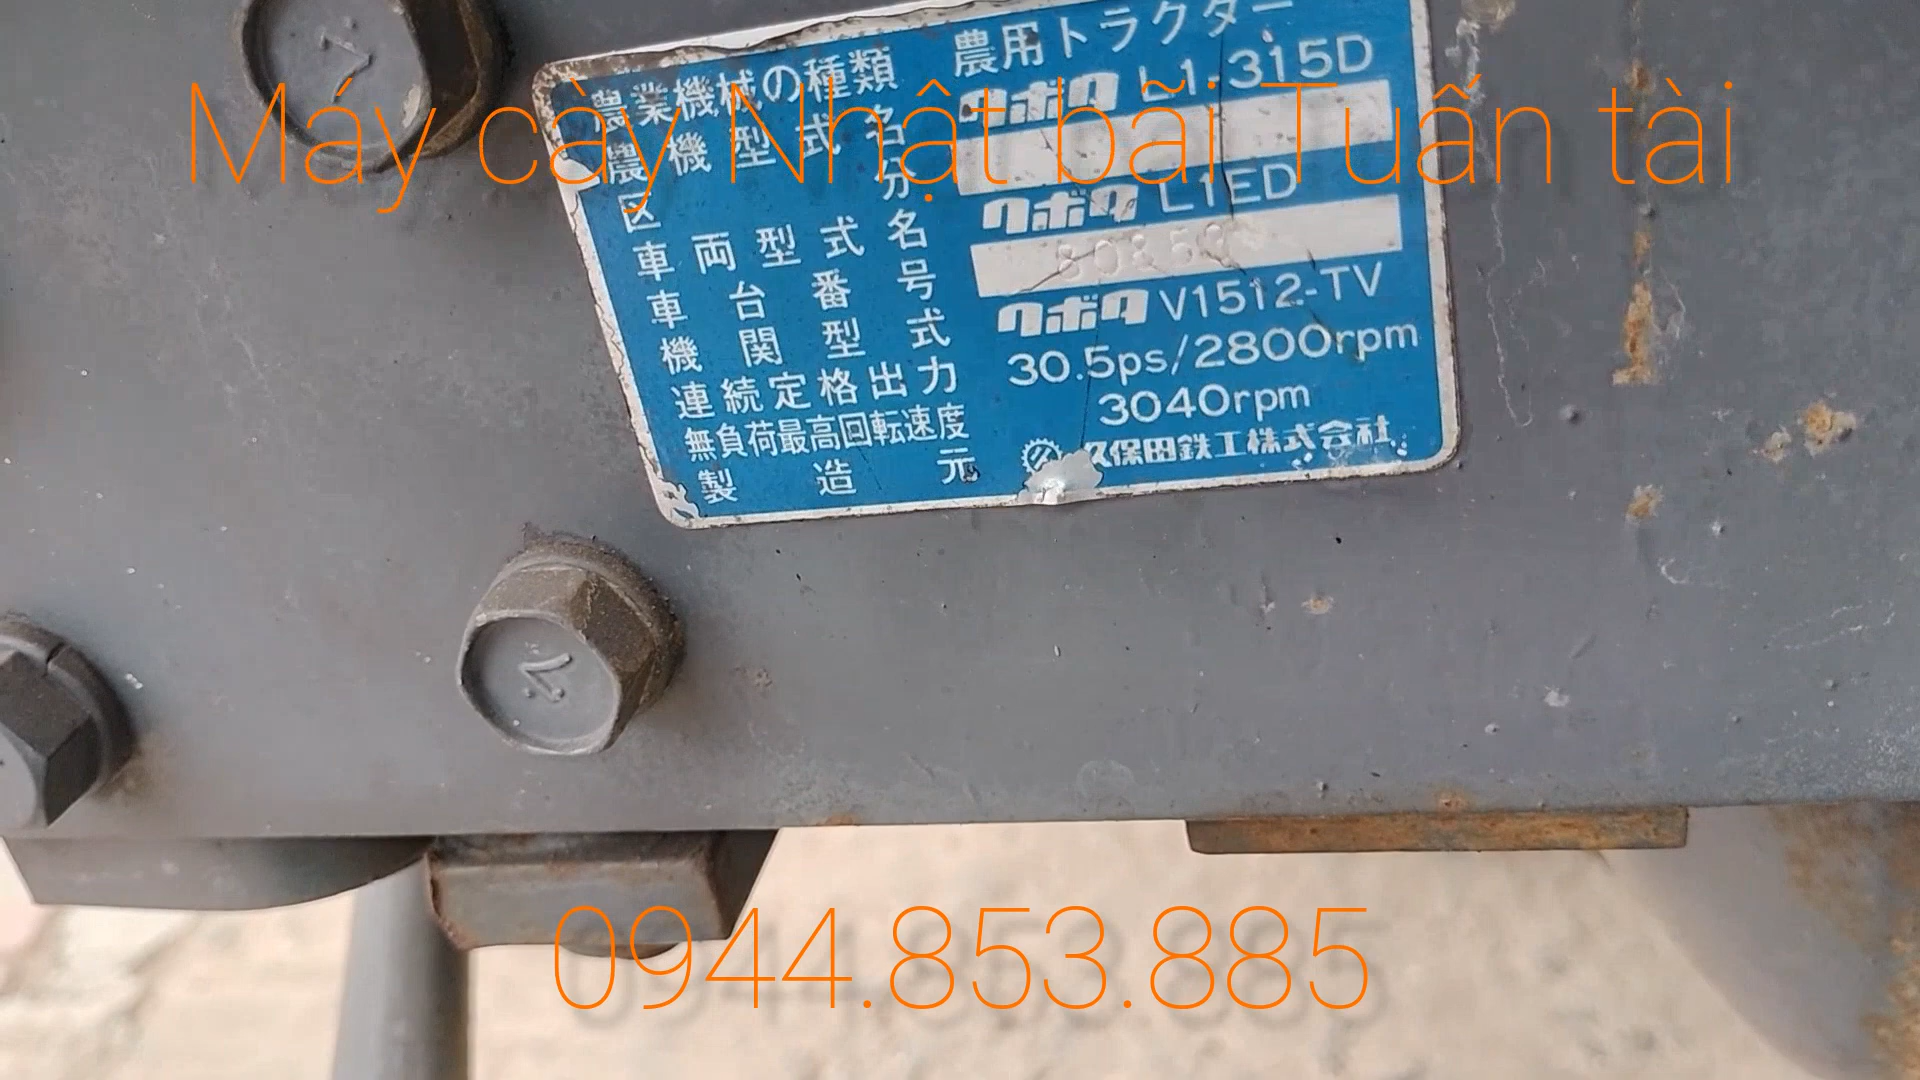 農業機械の種類 農用トラクター
Máy cày Nhật bãi Tuấn tài
農機型式名 クボタ L1-315D
区分
車両型式名 クボタ L1ED
車台番号
機関型式 クボタ V1512-TV
連続定格出力 30.5ps/2800rpm
無負荷最高回転速度 3040rpm
製造元 久保田鉄工株式会社
0944.853.885